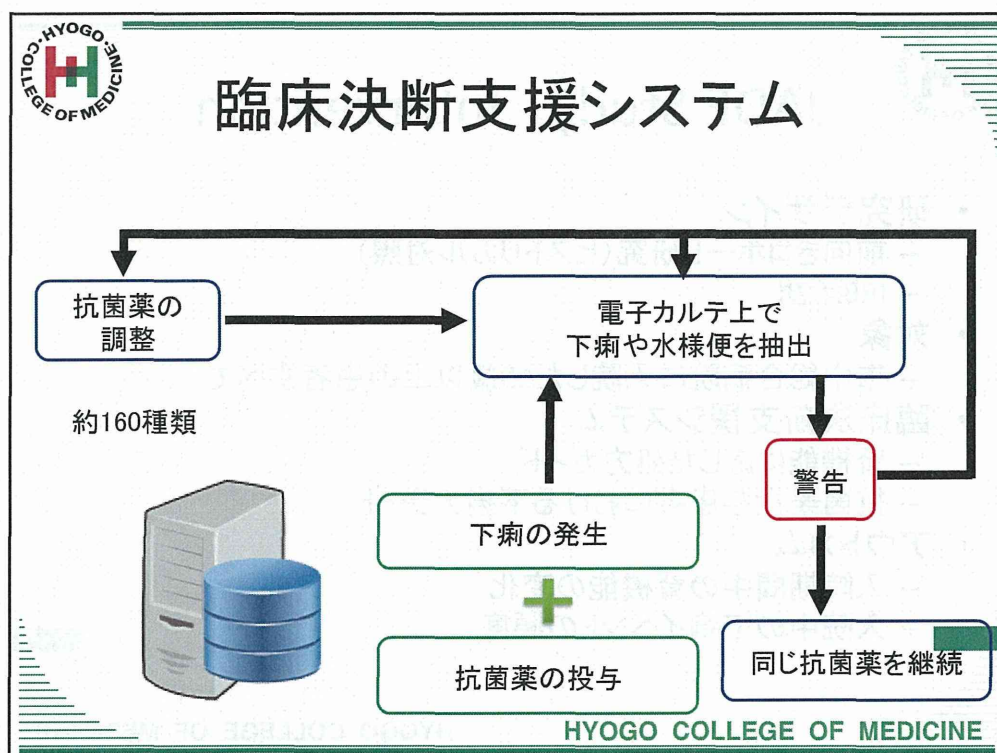 HYOGO
COLLEGE OF MEDICINE
臨床決断支援システム
抗菌薬の
調整
電子カルテ上で
下痢や水様便を抽出
約160種類
警告
下痢の発生
+
抗菌薬の投与
同じ抗菌薬を継続
HYOGO COLLEGE OF MEDICINE